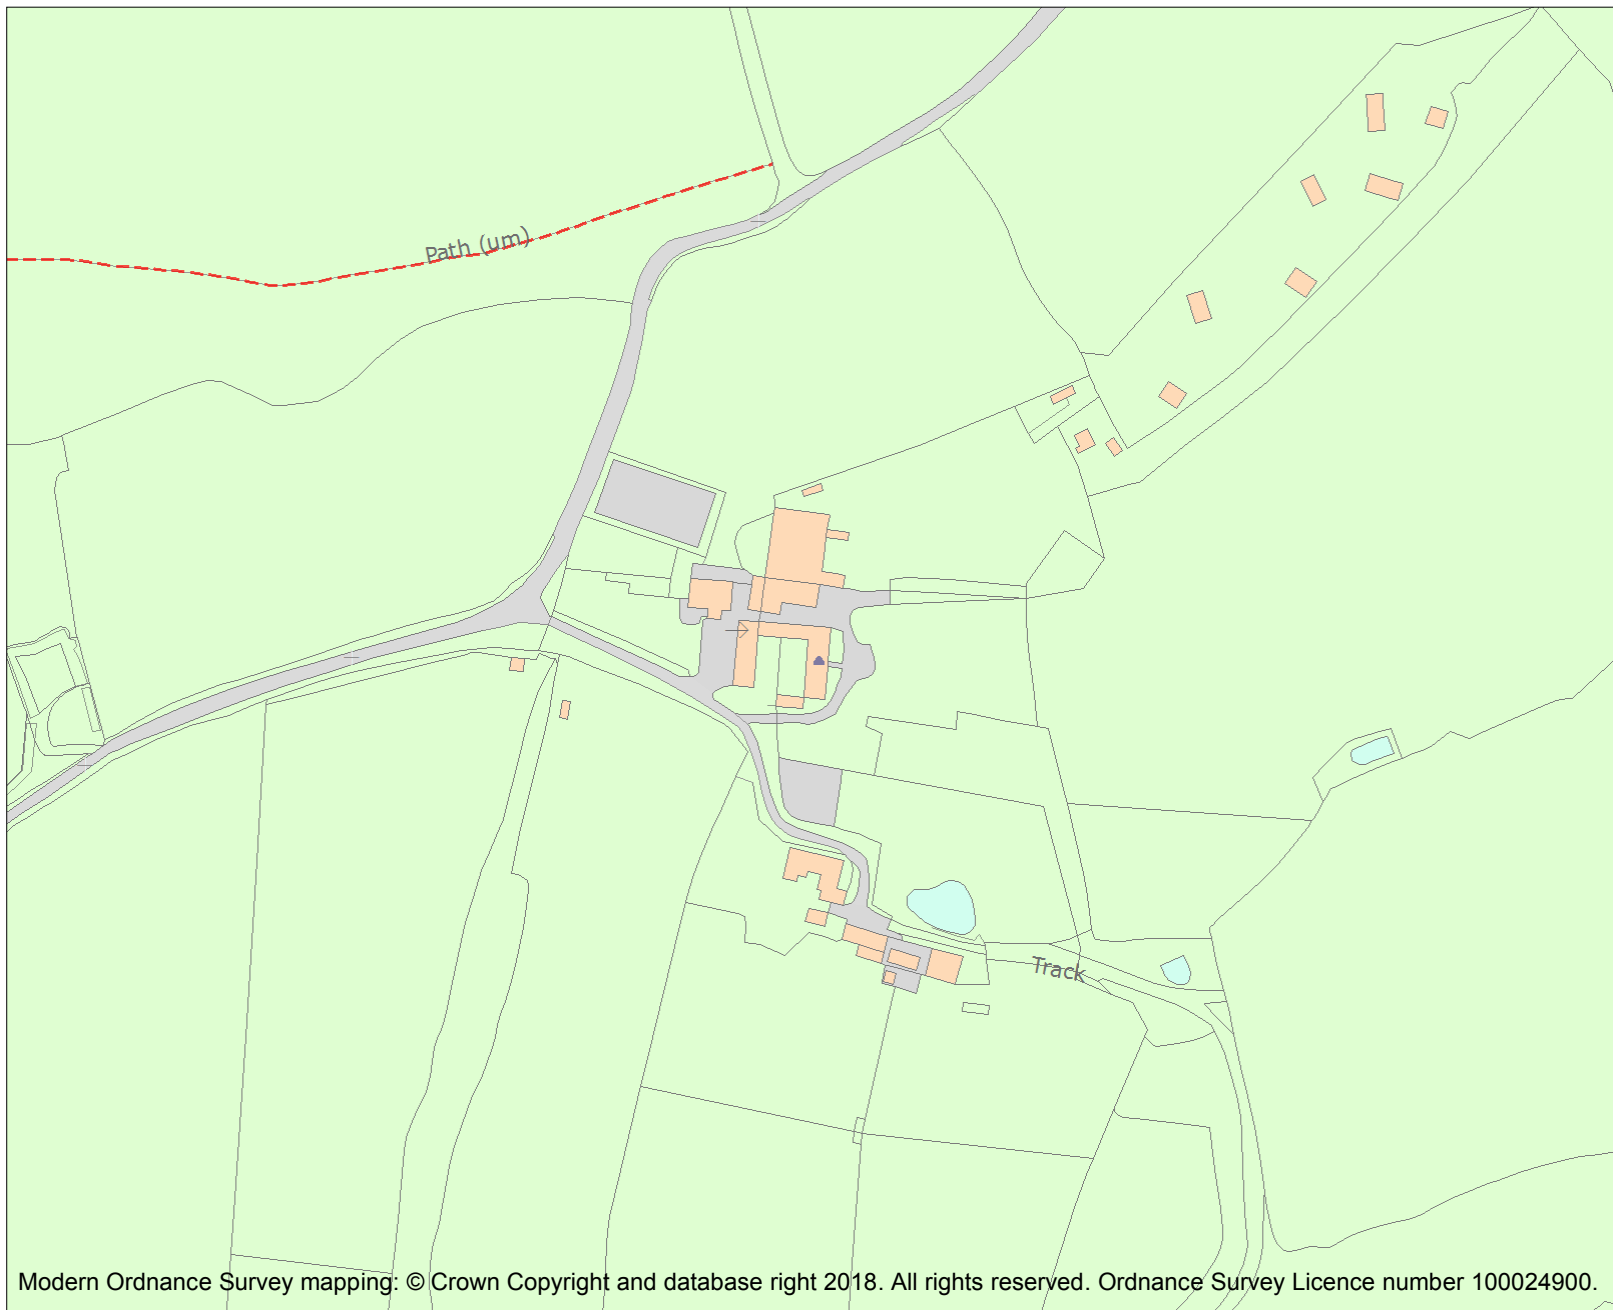 Path (um)
Track
Modern Ordnance Survey mapping: © Crown Copyright and database right 2018. All rights reserved. Ordnance Survey Licence number 100024900.